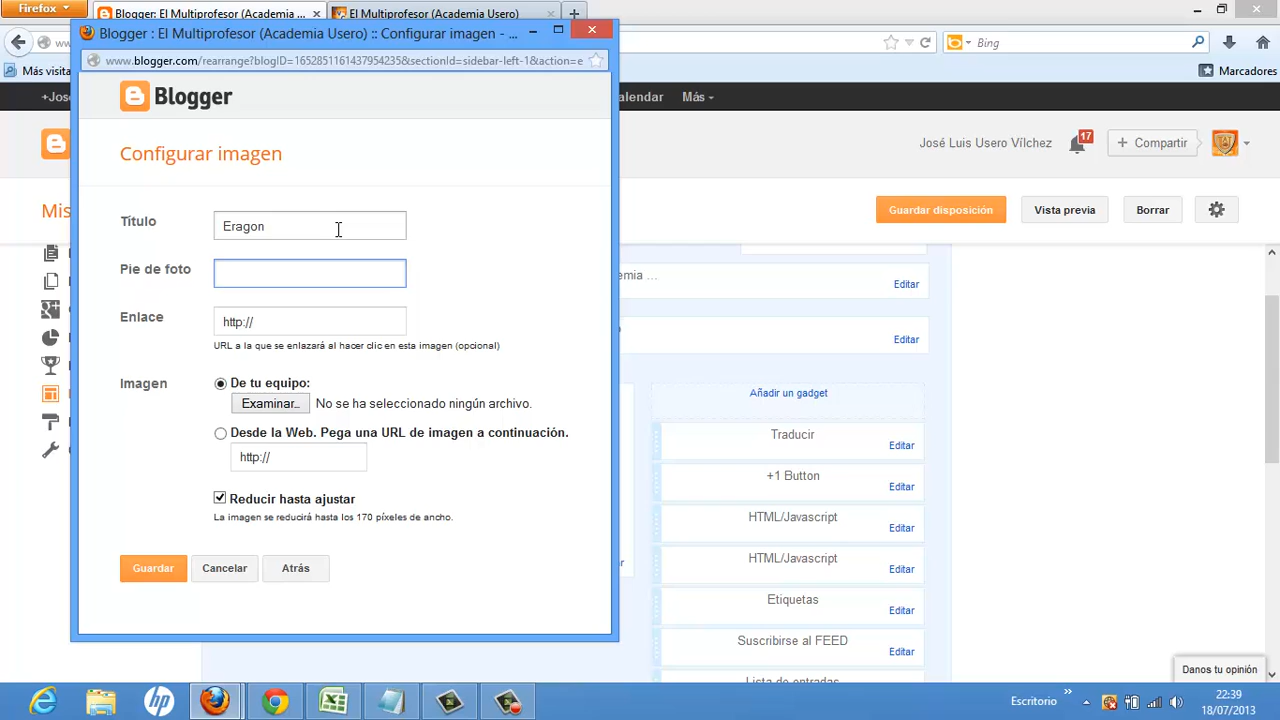 Firefox
Blogger: El Multiprofesor (Academia ...
El Multiprofesor (Academia Usero)
Blogger : El Multiprofesor (Academia Usero) :: Configurar imagen - ...
www.blogger.com/rearrange?blogID=16528511614379542358&sectionId=sidebar-left-1&action=e
Bing
Más visita
Marcadores
+Jos
alendar
Más
Blogger
José Luis Usero Vílchez
17
Compartir
Configurar imagen
Mis
Guardar disposición
Vista previa
Borrar
Título
Eragon
Pie de foto
Enlace
http://
URL a la que se enlazará al hacer clic en esta imagen (opcional)
Imagen
De tu equipo:
Examinar...
No se ha seleccionado ningún archivo.
Desde la Web. Pega una URL de imagen a continuación.
http://
Reducir hasta ajustar
La imagen se reducirá hasta los 170 píxeles de ancho.
Guardar
Cancelar
Atrás
emia ...
Editar
Editar
Añadir un gadget
Traducir
Editar
+1 Button
Editar
HTML/Javascript
Editar
HTML/Javascript
Editar
Etiquetas
Editar
Suscribirse al FEED
Editar
Lista de entradas
Danos tu opinión
Escritorio
22:39
18/07/2013